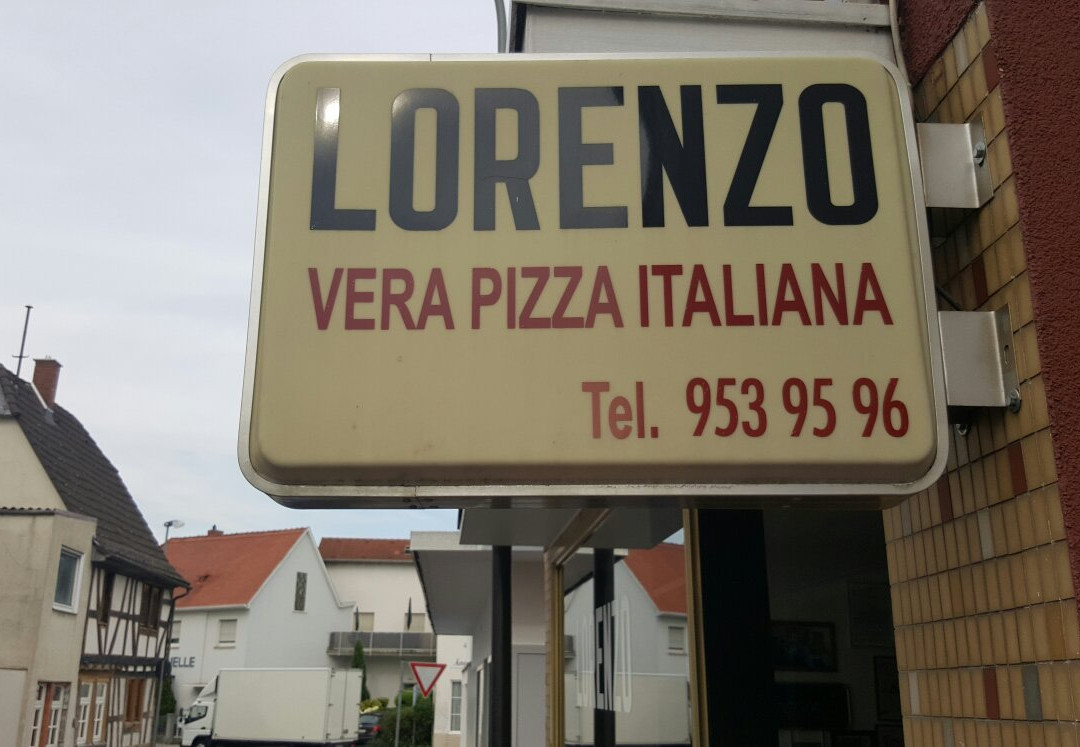 LORENZO
VERA PIZZA ITALIANA
Tel. 953 95 96